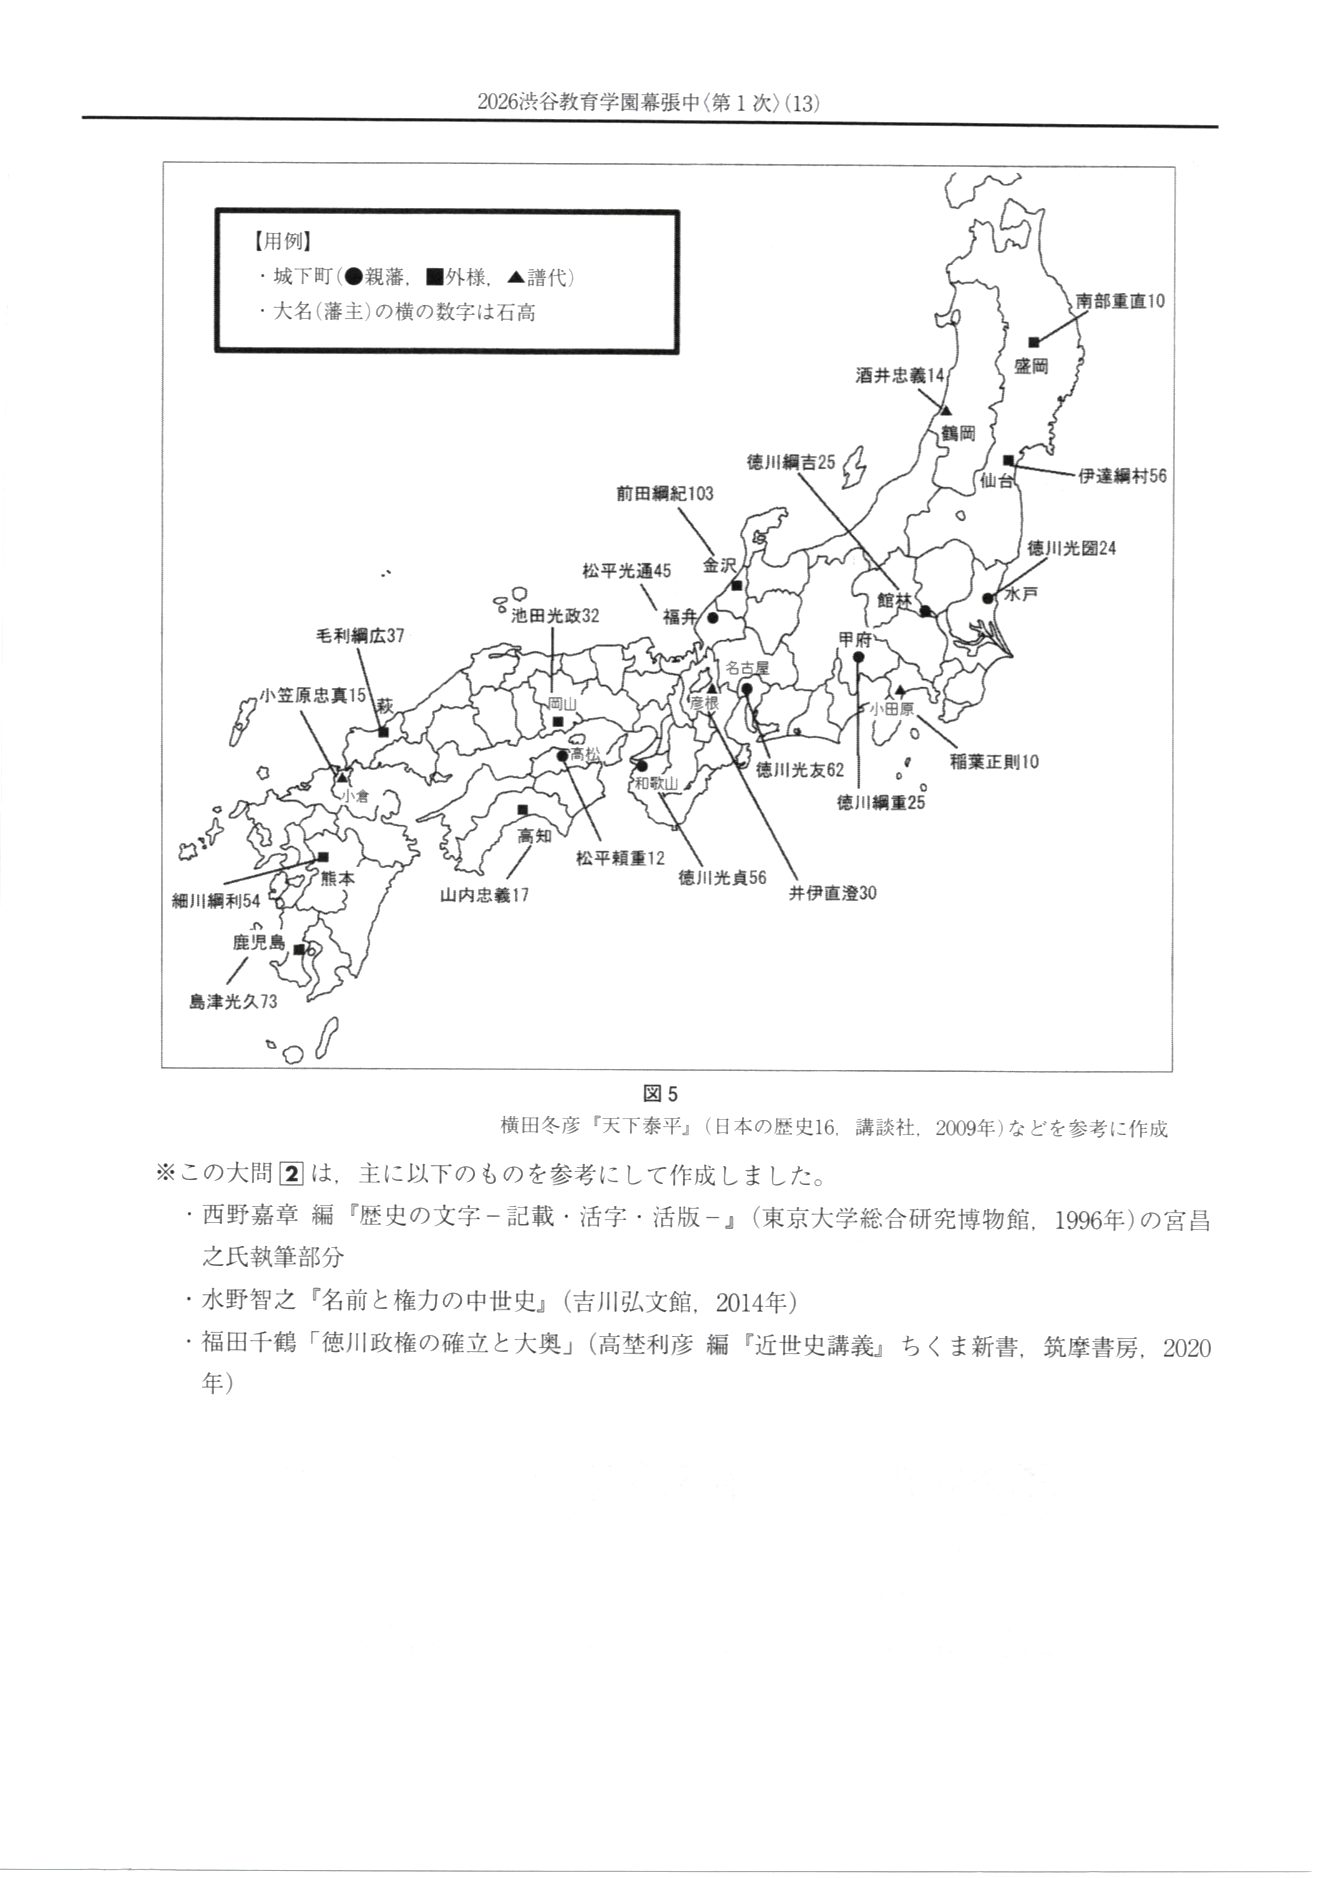 2026渋谷教育学園幕張中〈第1次〉(13)
【用例】
・城下町(●親藩，■外様，▲譜代)
・大名(藩主)の横の数字は石高
南部重直10
盛岡
酒井忠義14
鶴岡
徳川綱吉25
仙台
伊達綱村56
前田綱紀103
徳川光圀24
金沢
松平光通45
館林
水戸
池田光政32
福井
毛利綱広37
甲府
名古屋
小笠原忠真15
萩
岡山
彦根
小田原
高松
稲葉正則10
徳川光友62
小倉
和歌山
徳川綱重25
高知
松平頼重12
熊本
徳川光貞56
山内忠義17
井伊直澄30
細川綱利54
鹿児島
島津光久73
図5
横田冬彦『天下泰平』(日本の歴史16，講談社，2009年)などを参考に作成
※この大問2は，主に以下のものを参考にして作成しました。
・西野嘉章 編『歴史の文字－記載・活字・活版－』(東京大学総合研究博物館，1996年)の宮昌
之氏執筆部分
・水野智之『名前と権力の中世史』(吉川弘文館，2014年)
・福田千鶴「徳川政権の確立と大奥」(高埜利彦 編『近世史講義』ちくま新書，筑摩書房，2020
年)